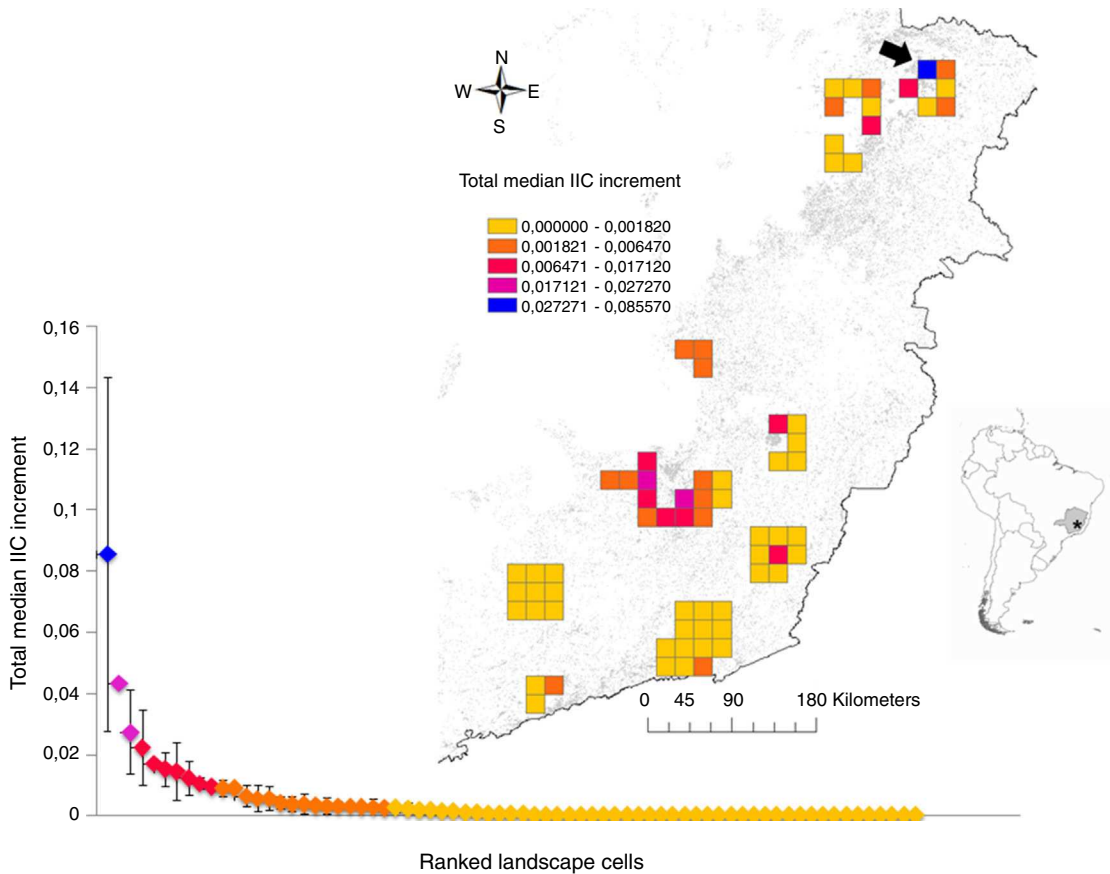 N
W E
S
Total median IIC increment
0,000000 - 0,001820
0,001821 - 0,006470
0,006471 - 0,017120
0,017121 - 0,027270
0,027271 - 0,085570
0 45 90 180 Kilometers
*
Total median IIC increment
0,16
0,14
0,12
0,1
0,08
0,06
0,04
0,02
0
Ranked landscape cells